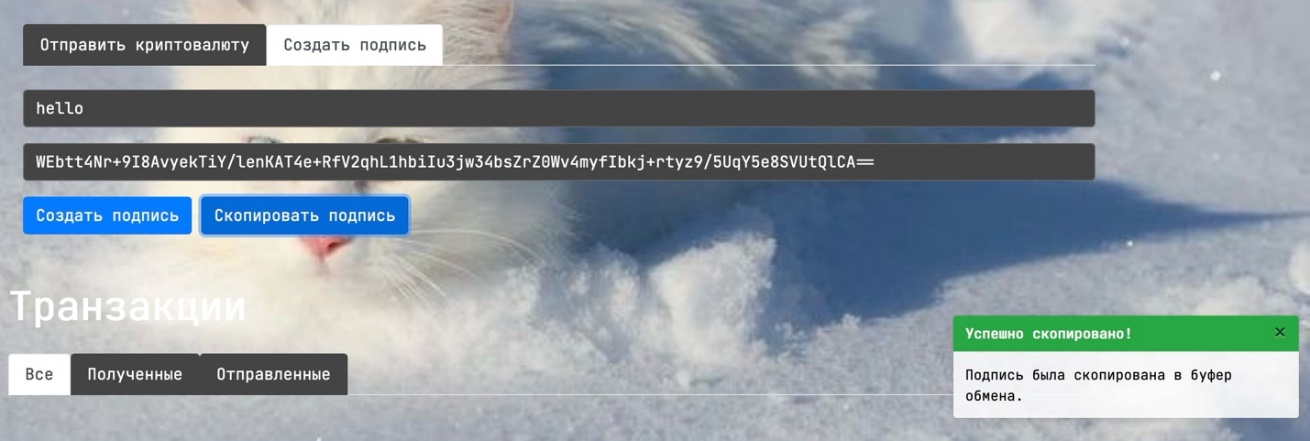 Отправить криптовалюту Создать подпись
hello
WEbtt4Nr+9I8AvyekTiY/lenKAT4e+RfV2qhL1hbiIu3jw34bsZrZ0Wv4myfIbkj+rtyz9/5UqY5e8SVUtQlCA==
Создать подпись Скопировать подпись
Транзакции
Успешно скопировано! ×
Все Полученные Отправленные
Подпись была скопирована в буфер
обмена.